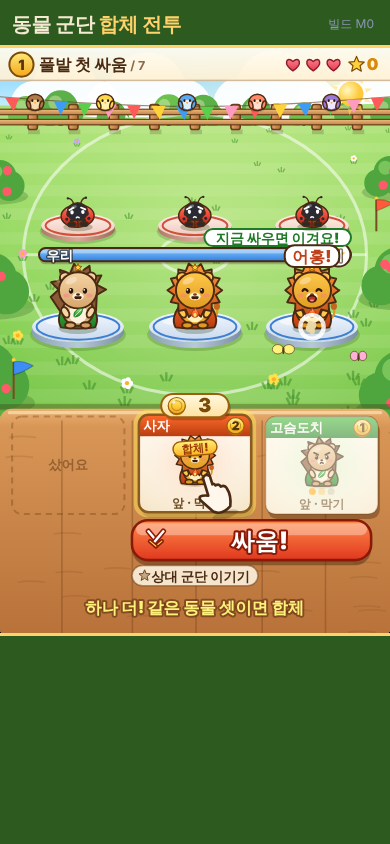 동물 군단 합체 전투
빌드 M0
1 풀밭 첫 싸움 / 7
0
지금 싸우면 이겨요!
우리
어흥!
3
샀어요
사자 2
합체!
앞 · 막
고슴도치 1
앞 · 막기
싸움!
상대 군단 이기기
하나 더! 같은 동물 셋이면 합체